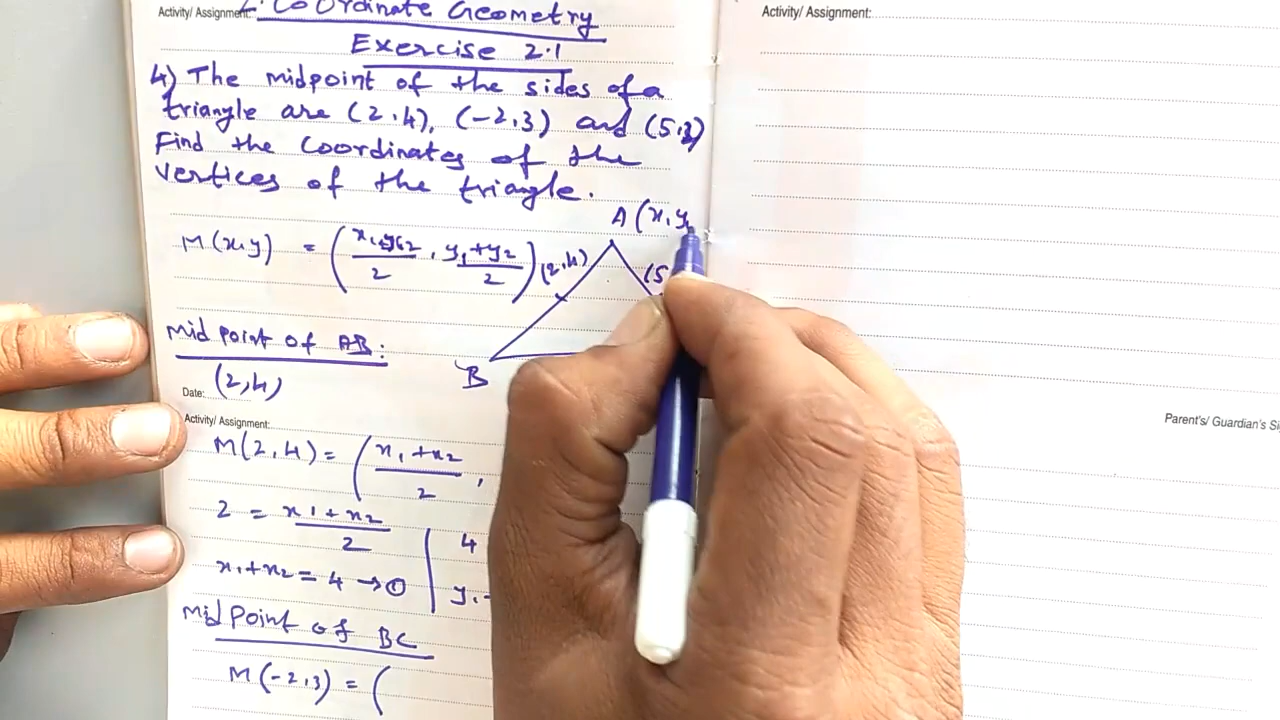 Activity/ Assignment: Coordinate Geometry
Exercise 2.1
4) The midpoint of the sides of a
triangle are (2,4), (-2,3) and (5,2)
Find the Coordinates of the
vertices of the triangle.
A (x,y
M(x,y) = ( , y₁+y₂ / 2 ) (2,4) (5
Mid point of AB:
B
(2,4)
Date:
Activity/ Assignment:
M(2,4) = ( x₁+x₂ / 2 ,
2 = x₁+x₂ / 2 | 4
x₁+x₂ = 4 → ① | y₁
Mid Point of BC
M(-2,3) = (
Activity/ Assignment:
Parent's/ Guardian's Si